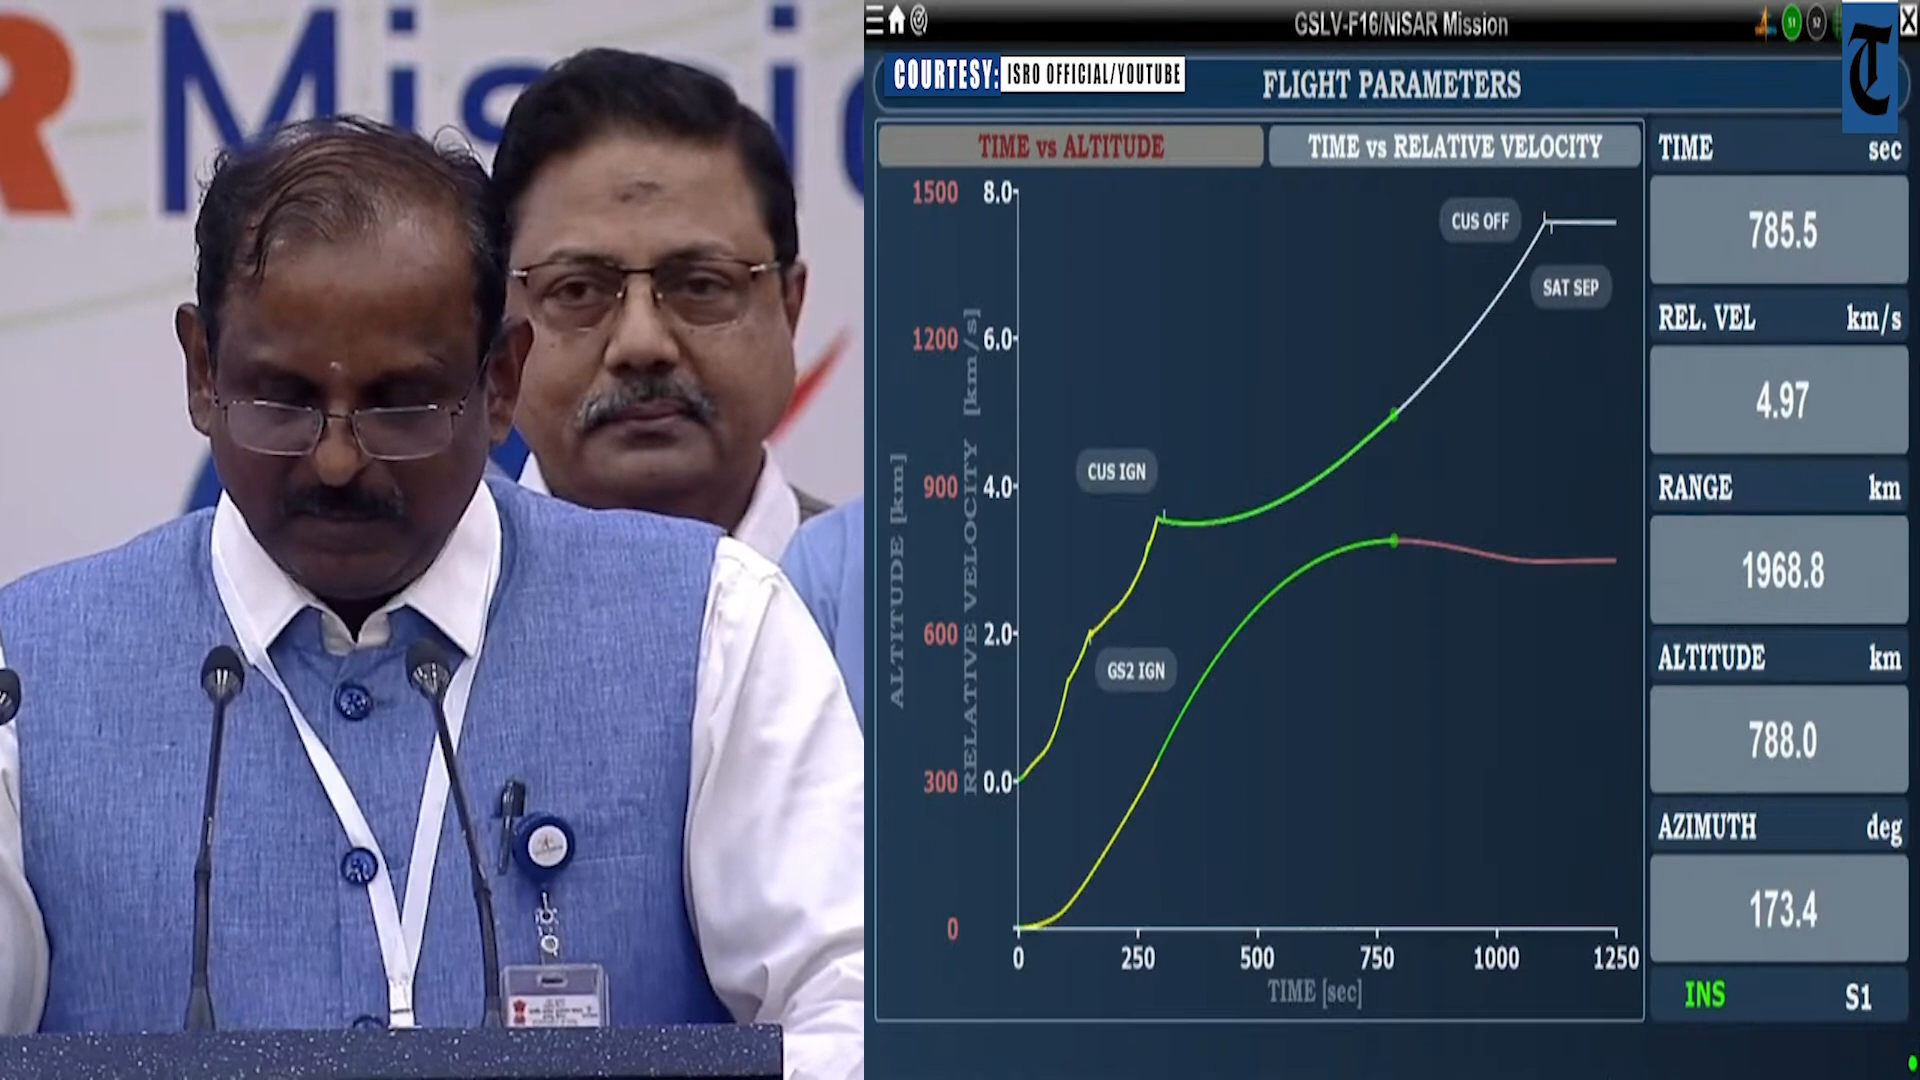 R Missio
GSLV-F16/NISAR Mission
S1
S2
COURTESY: ISRO OFFICIAL/YOUTUBE
FLIGHT PARAMETERS
TIME vs ALTITUDE
TIME vs RELATIVE VELOCITY
1500 8.0
1200 6.0
900 4.0
600 2.0
300 0.0
0
ALTITUDE [km]
RELATIVE VELOCITY [km/s]
CUS OFF
SAT SEP
CUS IGN
GS2 IGN
0 250 500 750 1000 1250
TIME [sec]
TIME sec
785.5
REL. VEL km/s
4.97
RANGE km
1968.8
ALTITUDE km
788.0
AZIMUTH deg
173.4
INS S1
T
X